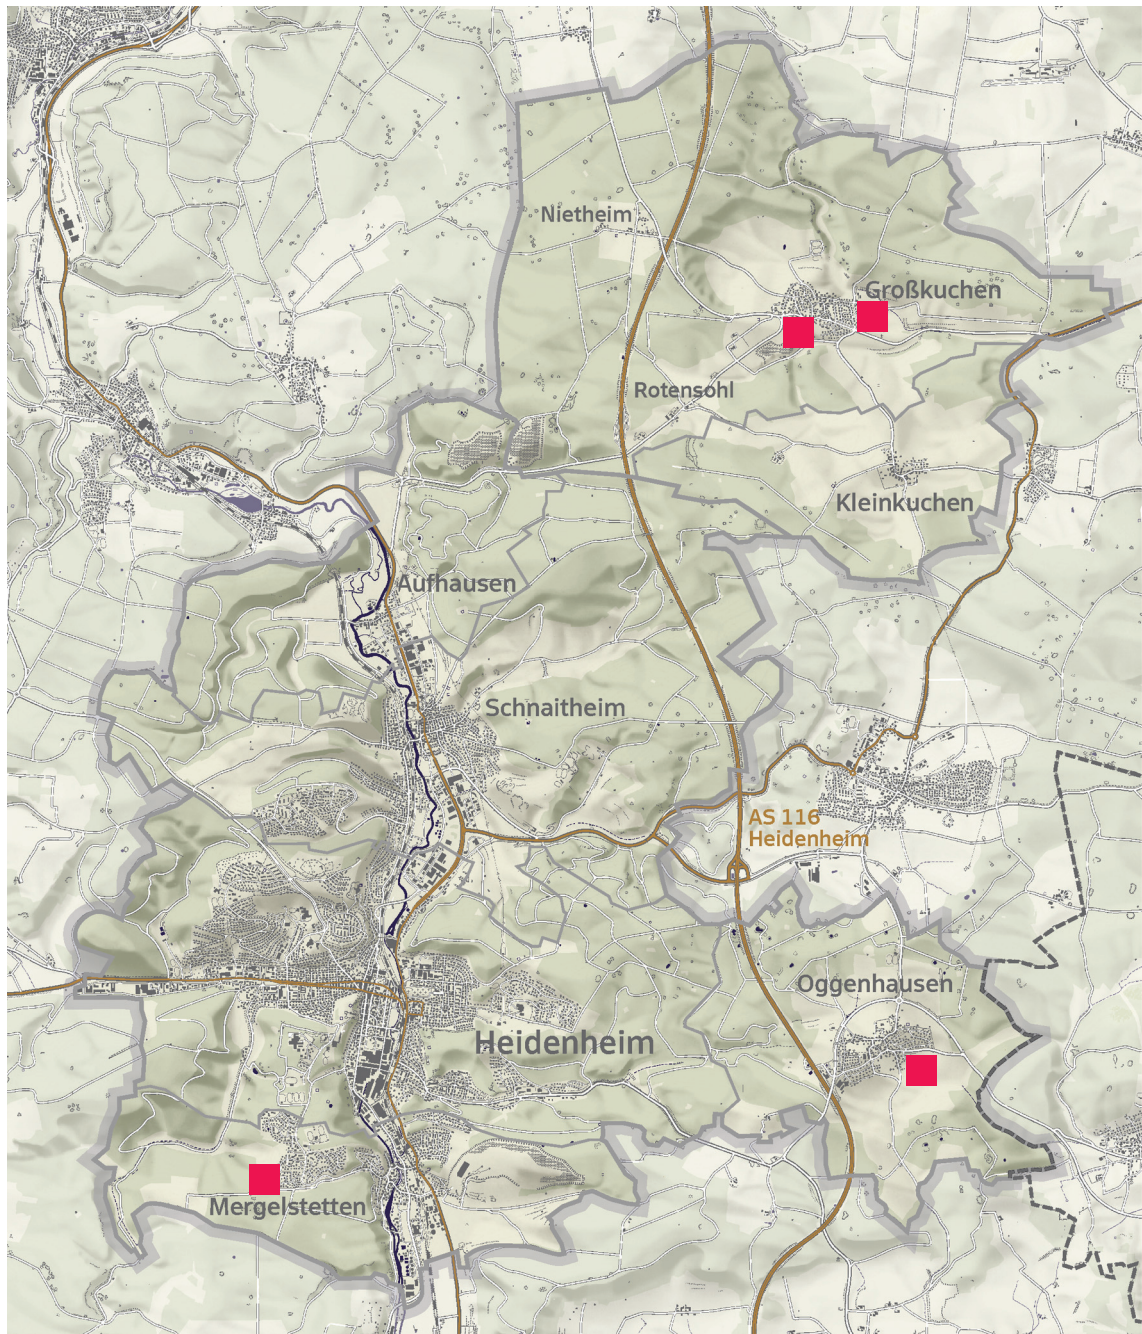 Nietheim
Großkuchen
Rotensohl
Kleinkuchen
Aufhausen
Schnaitheim
AS 116
Heidenheim
Oggenhausen
Heidenheim
Mergelstetten